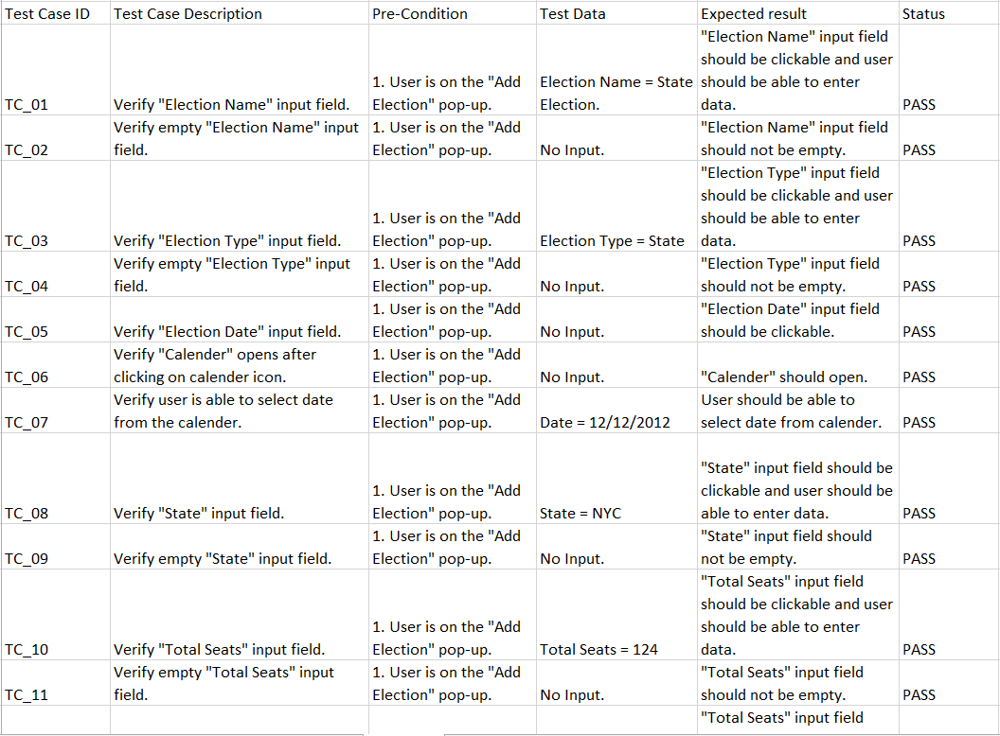 Test Case ID Test Case Description Pre-Condition Test Data Expected result Status
"Election Name" input field
should be clickable and user
1. User is on the "Add Election Name = State should be able to enter
TC_01 Verify "Election Name" input field. Election" pop-up. Election. data. PASS
Verify empty "Election Name" input 1. User is on the "Add "Election Name" input field
TC_02 field. Election" pop-up. No Input. should not be empty. PASS
"Election Type" input field
should be clickable and user
1. User is on the "Add should be able to enter
TC_03 Verify "Election Type" input field. Election" pop-up. Election Type = State data. PASS
Verify empty "Election Type" input 1. User is on the "Add "Election Type" input field
TC_04 field. Election" pop-up. No Input. should not be empty. PASS
1. User is on the "Add "Election Date" input field
TC_05 Verify "Election Date" input field. Election" pop-up. No Input. should be clickable. PASS
Verify "Calender" opens after 1. User is on the "Add
TC_06 clicking on calender icon. Election" pop-up. No Input. "Calender" should open. PASS
Verify user is able to select date 1. User is on the "Add User should be able to
TC_07 from the calender. Election" pop-up. Date = 12/12/2012 select date from calender. PASS
"State" input field should be
1. User is on the "Add clickable and user should be
TC_08 Verify "State" input field. Election" pop-up. State = NYC able to enter data. PASS
1. User is on the "Add "State" input field should
TC_09 Verify empty "State" input field. Election" pop-up. No Input. not be empty. PASS
"Total Seats" input field
should be clickable and user
1. User is on the "Add should be able to enter
TC_10 Verify "Total Seats" input field. Election" pop-up. Total Seats = 124 data. PASS
Verify empty "Total Seats" input 1. User is on the "Add "Total Seats" input field
TC_11 field. Election" pop-up. No Input. should not be empty. PASS
"Total Seats" input field